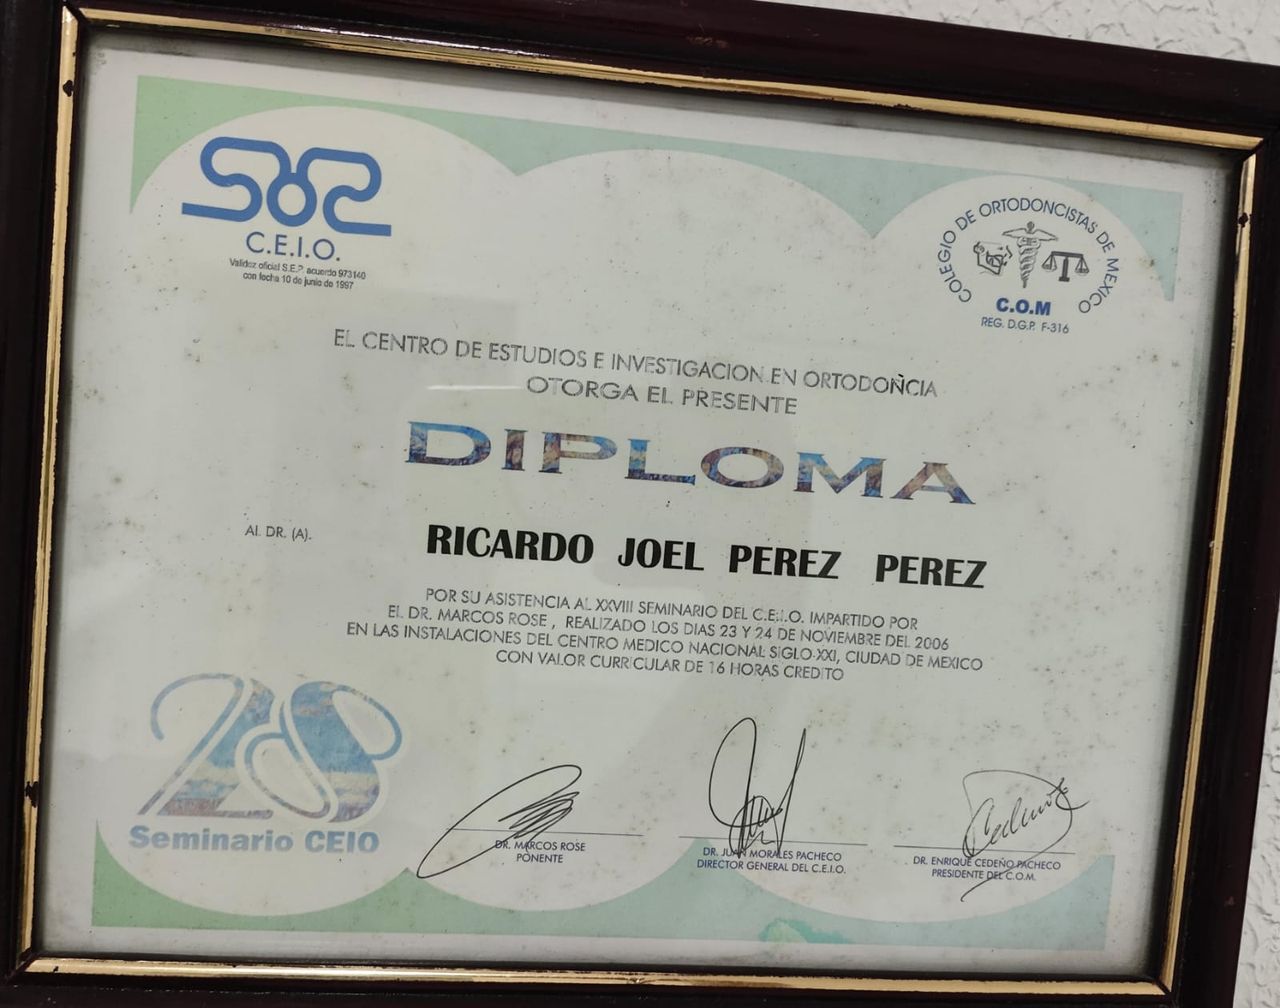 C.E.I.O.
Validez oficial S.E.P. acuerdo 973140
con fecha 10 de junio de 1997
COLEGIO DE ORTODONCISTAS DE MEXICO
C.O.M
REG. D.G.P. F-316
EL CENTRO DE ESTUDIOS E INVESTIGACION EN ORTODONCIA
OTORGA EL PRESENTE
DIPLOMA
AL DR. (A).
RICARDO JOEL PEREZ PEREZ
POR SU ASISTENCIA AL XXVIII SEMINARIO DEL C.E.I.O. IMPARTIDO POR
EL DR. MARCOS ROSE , REALIZADO LOS DIAS 23 Y 24 DE NOVIEMBRE DEL 2006
EN LAS INSTALACIONES DEL CENTRO MEDICO NACIONAL SIGLO-XXI, CIUDAD DE MEXICO
CON VALOR CURRICULAR DE 16 HORAS CREDITO
28
Seminario CEIO
DR. MARCOS ROSE
PONENTE
DR. JUAN MORALES PACHECO
DIRECTOR GENERAL DEL C.E.I.O.
DR. ENRIQUE CEDEÑO PACHECO
PRESIDENTE DEL C.O.M.